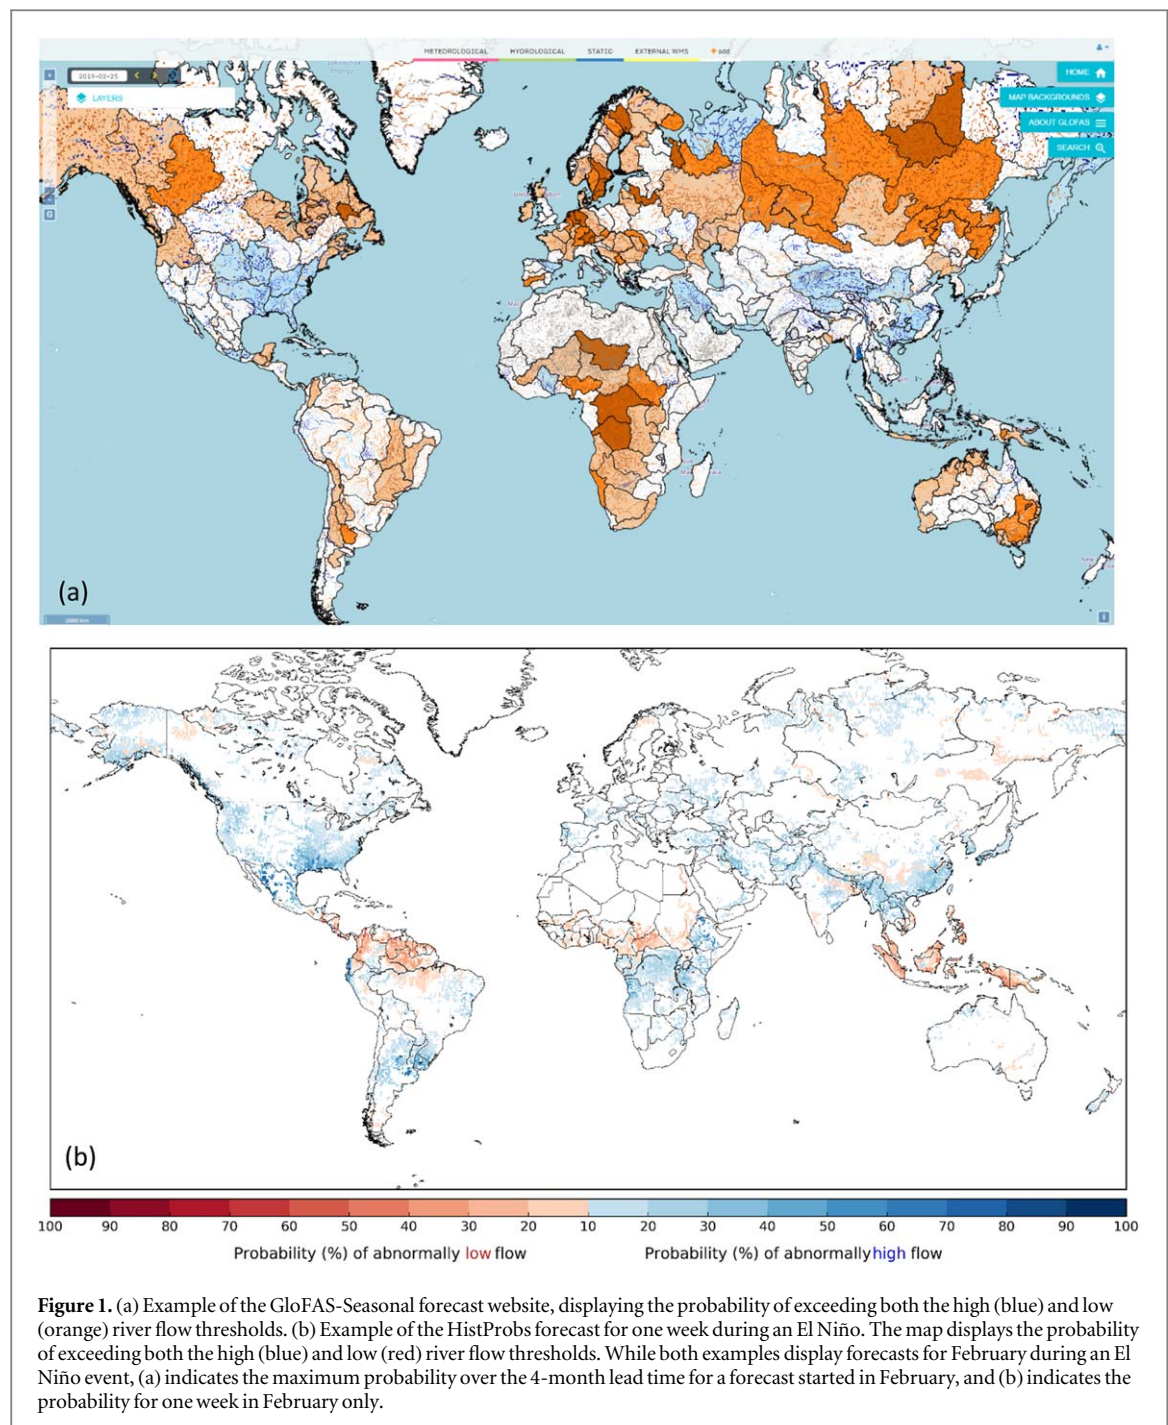 METEOROLOGICAL HYDROLOGICAL STATIC EXTERNAL WMS + add
2019-02-25
LAYERS
HOME
MAP BACKGROUNDS
ABOUT GLOFAS
SEARCH
G
(a)
2000 km
i
(b)
100 90 80 70 60 50 40 30 20 10 20 30 40 50 60 70 80 90 100
Probability (%) of abnormally low flow Probability (%) of abnormally high flow
Figure 1. (a) Example of the GloFAS-Seasonal forecast website, displaying the probability of exceeding both the high (blue) and low
(orange) river flow thresholds. (b) Example of the HistProbs forecast for one week during an El Niño. The map displays the probability
of exceeding both the high (blue) and low (red) river flow thresholds. While both examples display forecasts for February during an El
Niño event, (a) indicates the maximum probability over the 4-month lead time for a forecast started in February, and (b) indicates the
probability for one week in February only.